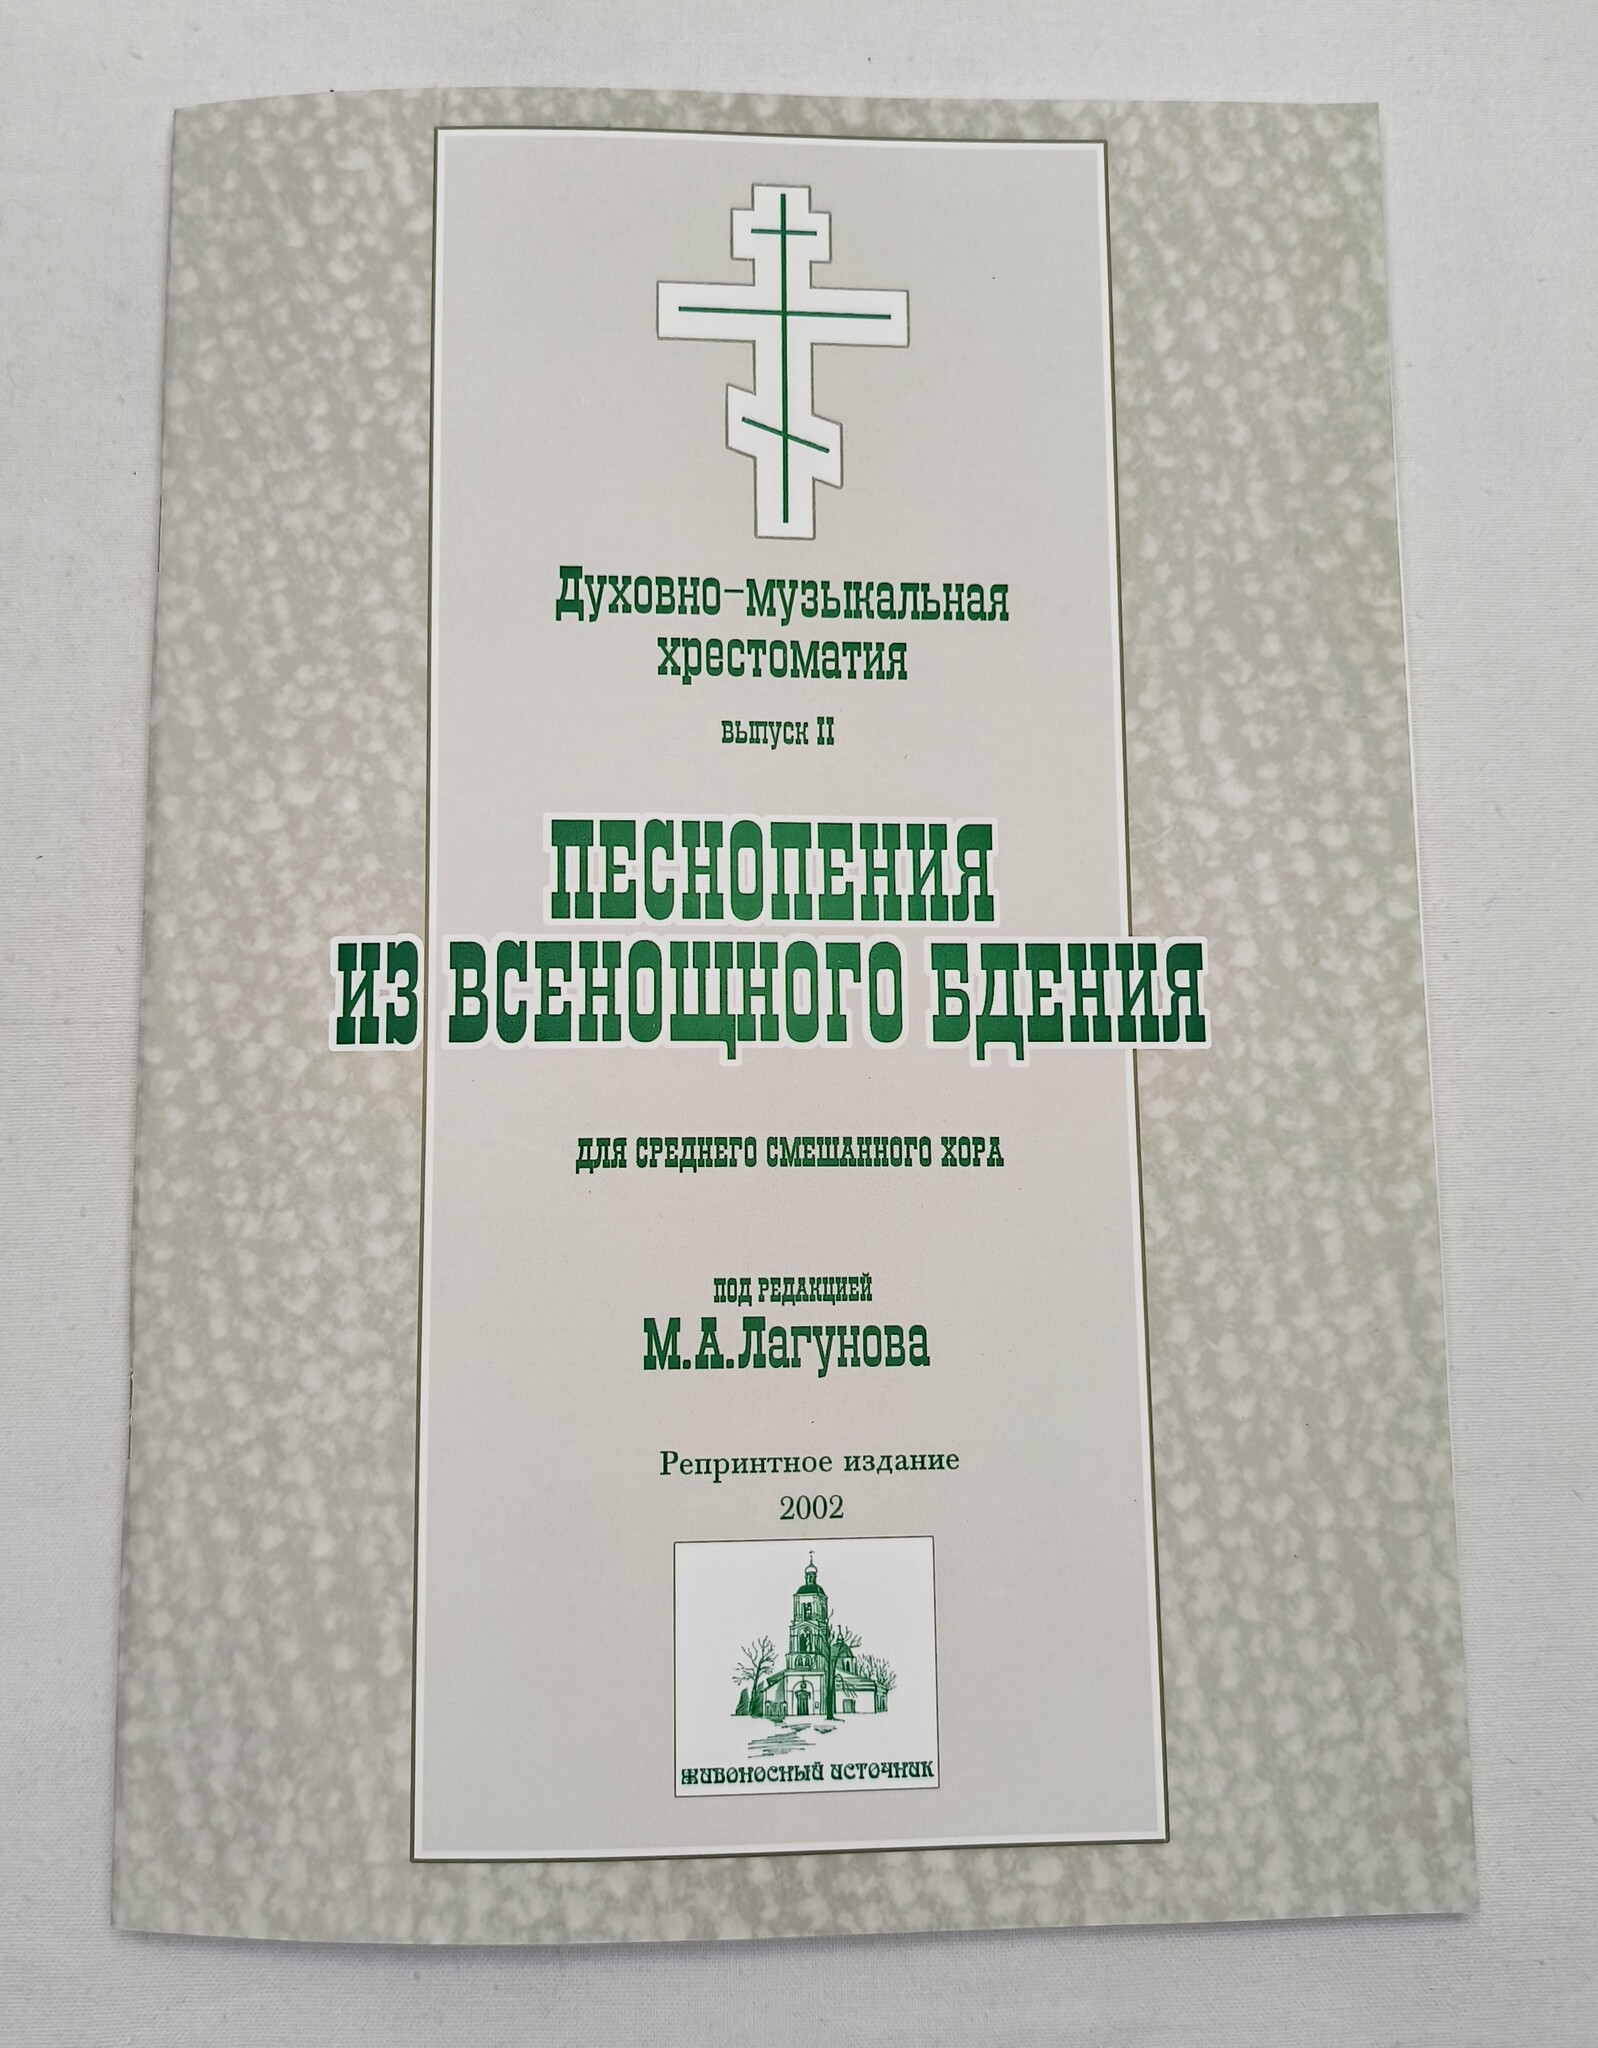 Духовно-музыкальная
хрестоматия
выпуск II
ПЕСНОПЕНИЯ
ИЗ ВСЕНОЩНОГО БДЕНИЯ
ДЛЯ СРЕДНЕГО СМЕШАННОГО ХОРА
ПОД РЕДАКЦИЕЙ
М.А.Лагунова
Репринтное издание
2002
ЖИВОНОСНЫЙ ИСТОЧНИК